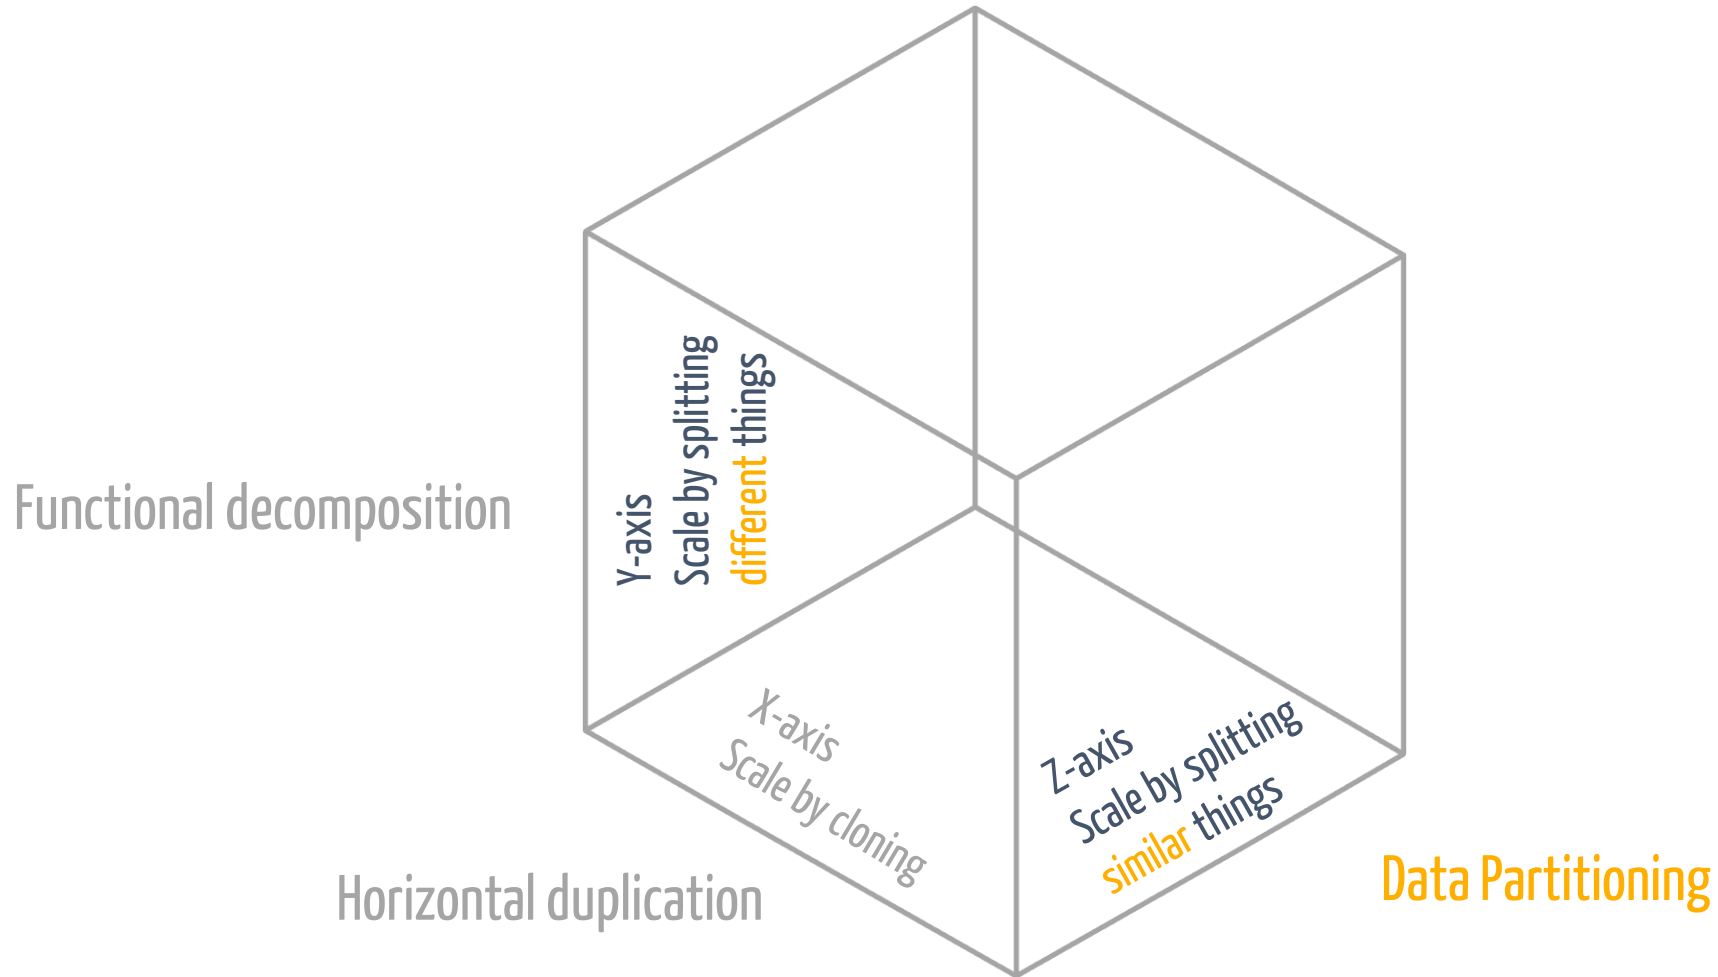 Functional decomposition
Y-axis
Scale by splitting
different things
X-axis
Scale by cloning
Horizontal duplication
Z-axis
Scale by splitting
similar things
Data Partitioning